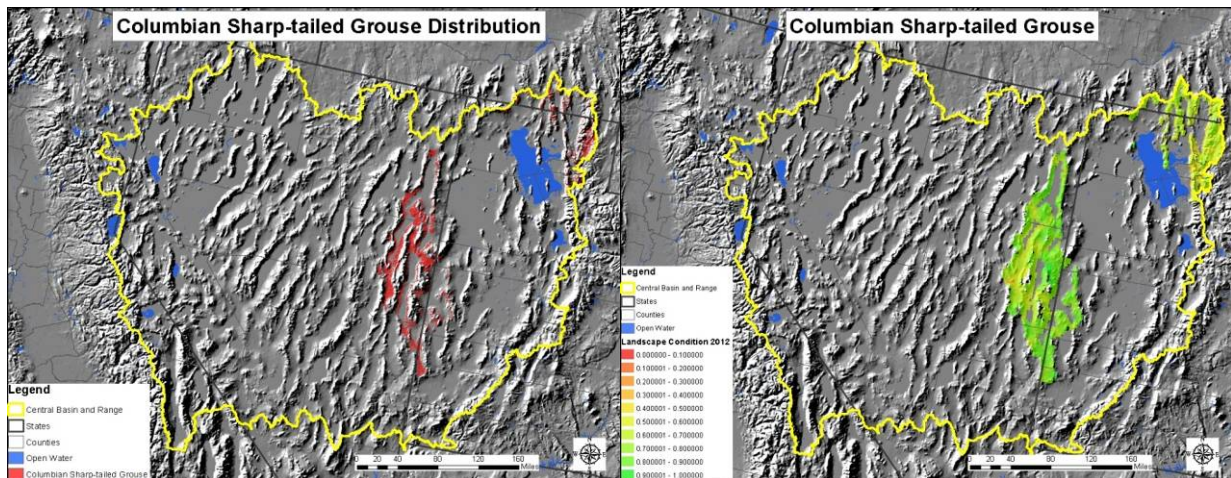 Columbian Sharp-tailed Grouse Distribution
Legend
Central Basin and Range
States
Counties
Open Water
Columbian Sharp-tailed Grouse
0 20 40 80 120 160
Miles
Columbian Sharp-tailed Grouse
Legend
Central Basin and Range
States
Counties
Open Water
Landscape Condition 2012
0.000000 - 0.100000
0.100001 - 0.200000
0.200001 - 0.300000
0.300001 - 0.400000
0.400001 - 0.500000
0.500001 - 0.600000
0.600001 - 0.700000
0.700001 - 0.800000
0.800001 - 0.900000
0.900001 - 1.000000
0 20 40 80 120 160
Miles